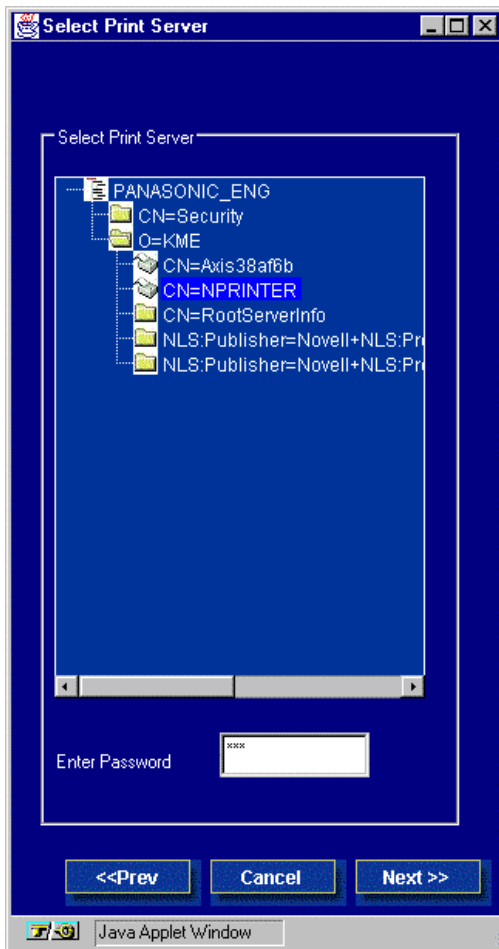 Select Print Server
Select Print Server
PANASONIC_ENG
CN=Security
O=KME
CN=Axis38af6b
CN=NPRINTER
CN=RootServerInfo
NLS:Publisher=Novell+NLS:Pr
NLS:Publisher=Novell+NLS:Pr
Enter Password
xxx
<<Prev
Cancel
Next >>
Java Applet Window